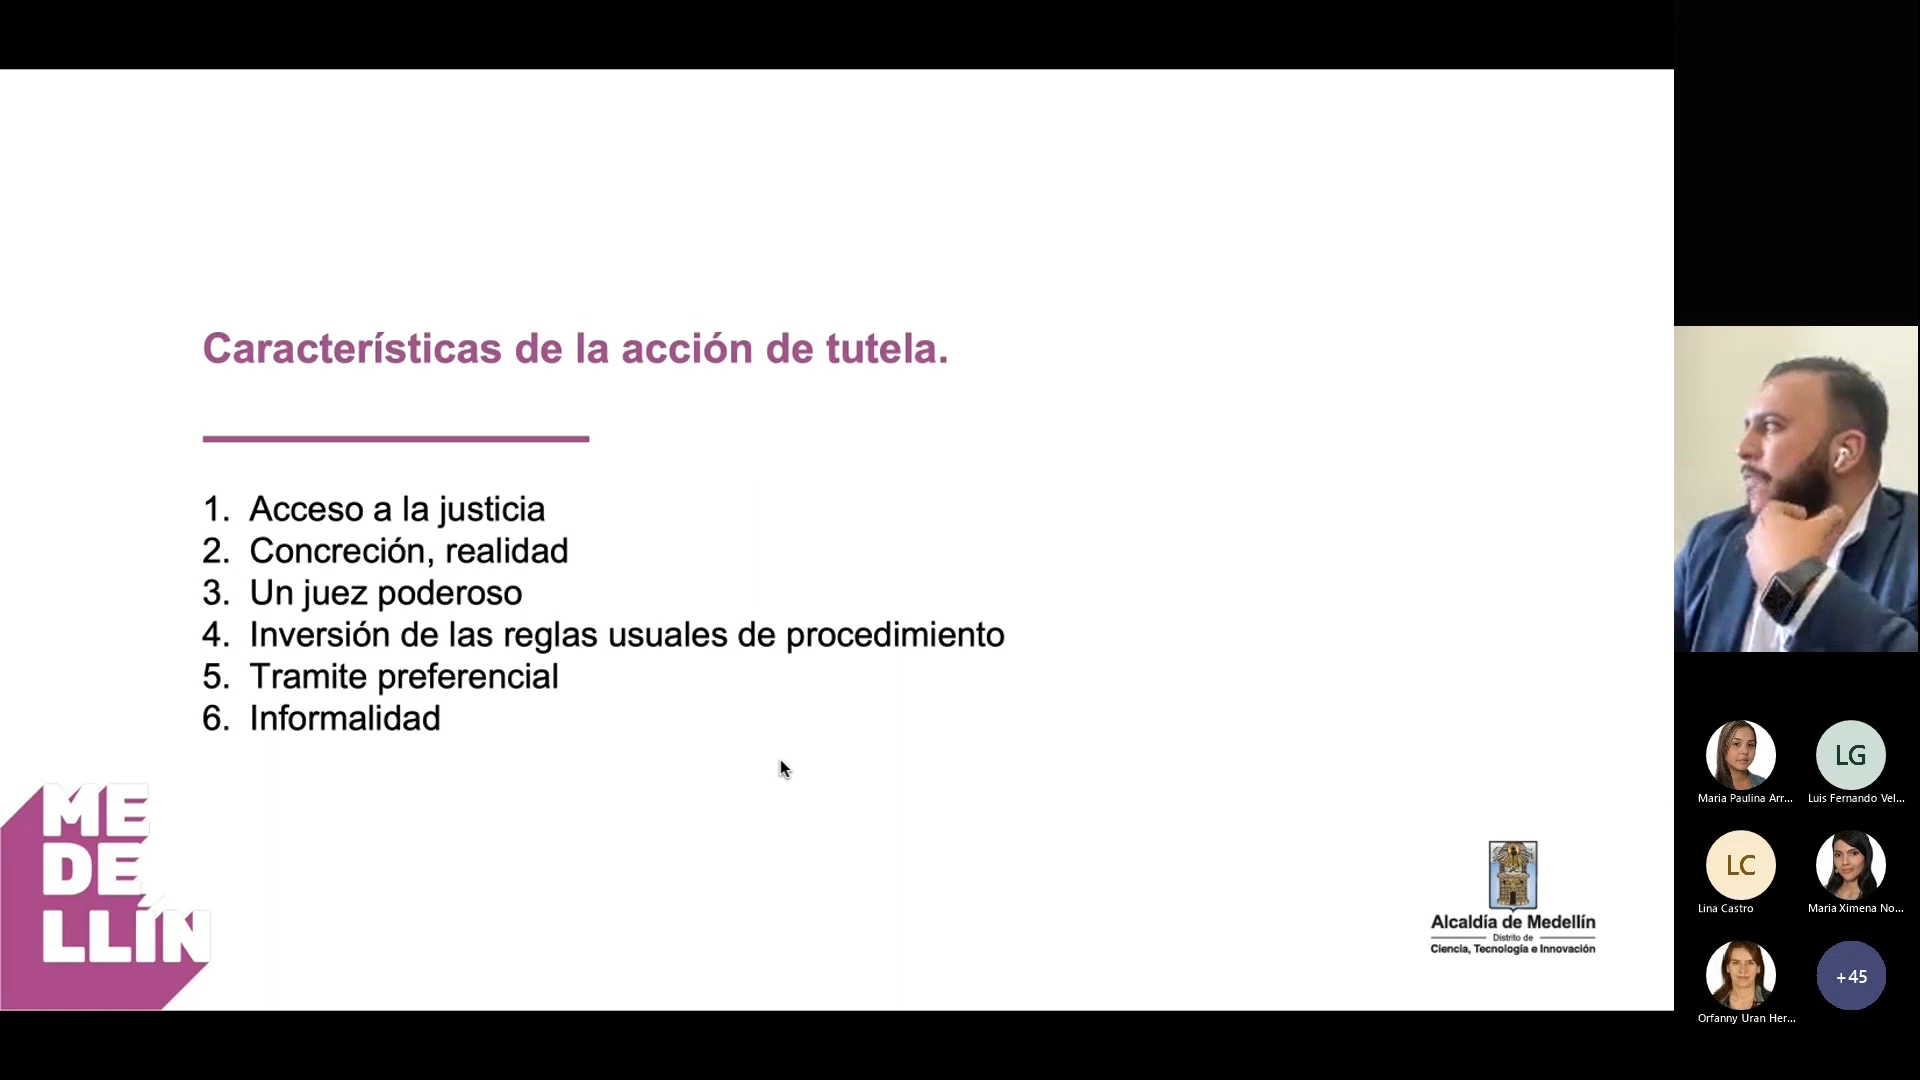 Características de la acción de tutela.
1. Acceso a la justicia
2. Concreción, realidad
3. Un juez poderoso
4. Inversión de las reglas usuales de procedimiento
5. Tramite preferencial
6. Informalidad
ME
DE
LLÍN
Alcaldía de Medellín
Distrito de
Ciencia, Tecnología e Innovación
LG
Maria Paulina Arr...
Luis Fernando Vel...
LC
Lina Castro
Maria Ximena No...
+45
Orfanny Uran Her...